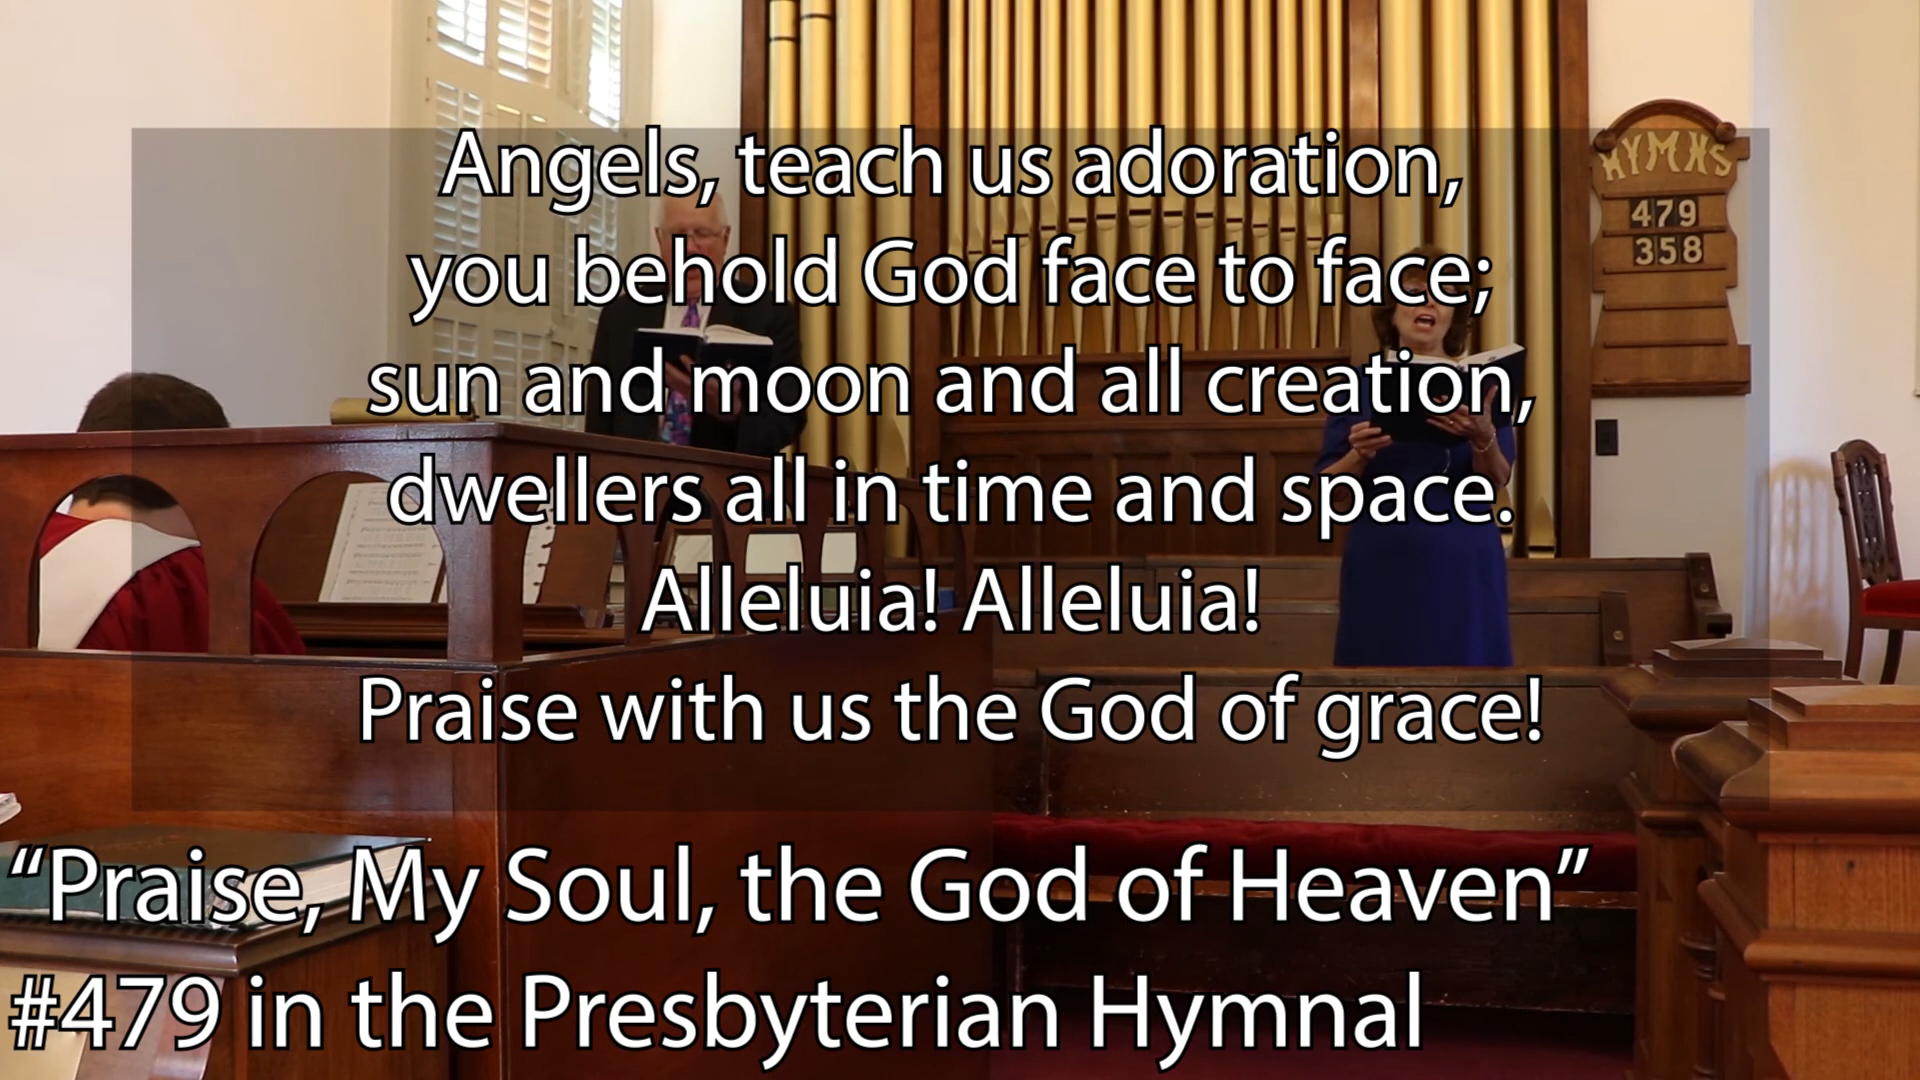 Angels, teach us adoration,
you behold God face to face;
sun and moon and all creation,
dwellers all in time and space.
Alleluia! Alleluia!
Praise with us the God of grace!
HYMNS
479
358
“Praise, My Soul, the God of Heaven”
#479 in the Presbyterian Hymnal